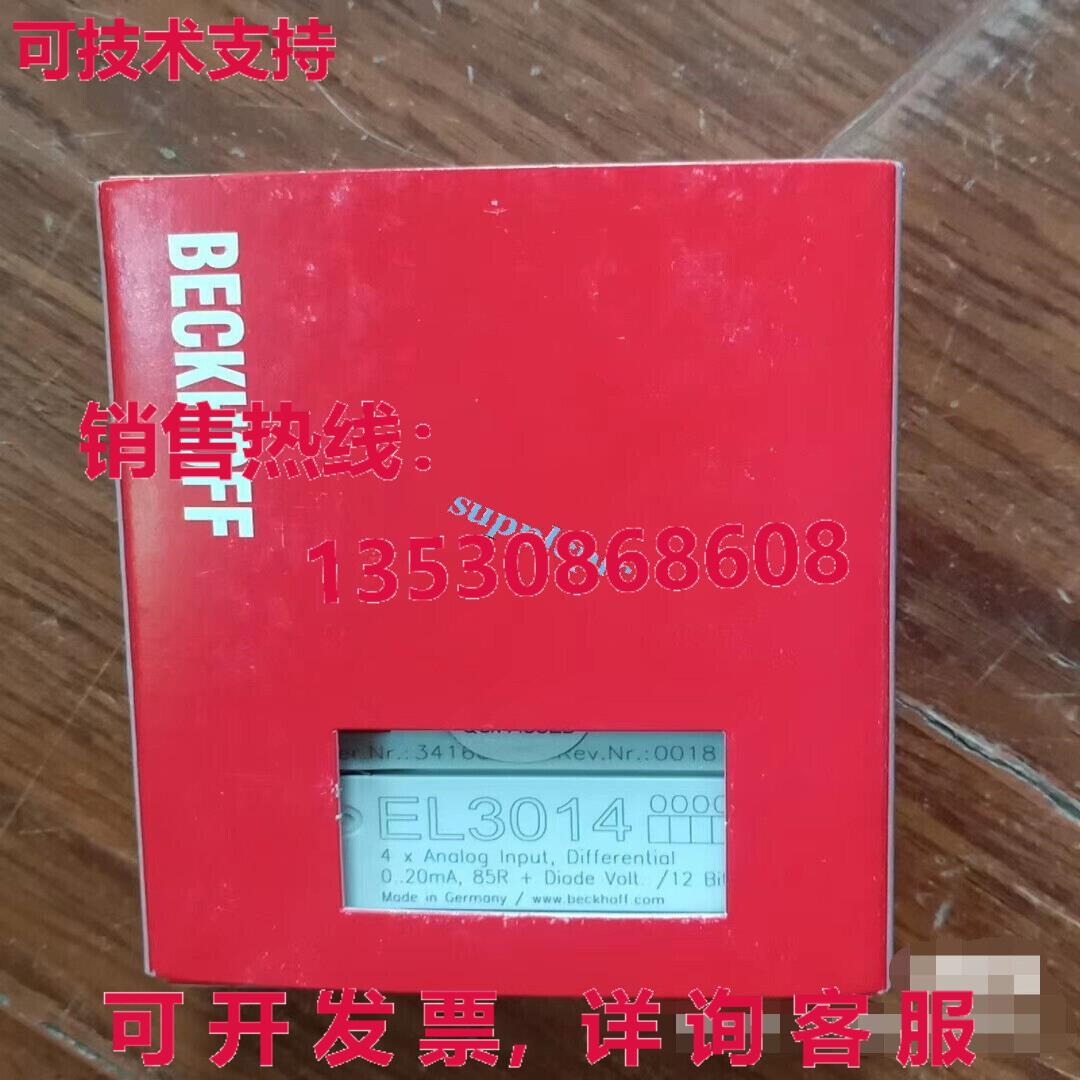 可技术支持
BECKHOFF
销售热线：
13530868608
Rev.Nr.:0018
EL3014
4 x Analog Input, Differential
0..20mA, 85R + Diode Volt. /12 Bi
Made in Germany / www.beckhoff.com
可开发票, 详询客服